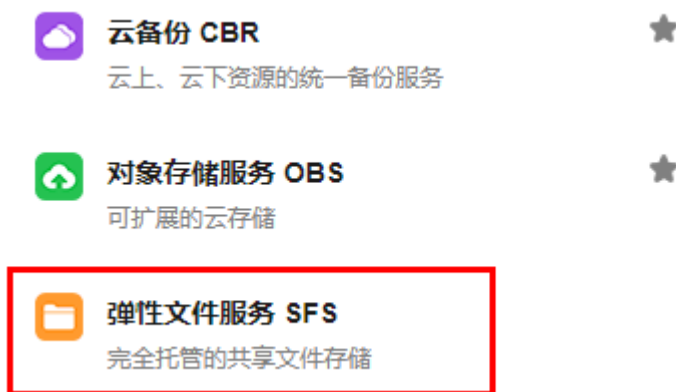 云备份 CBR
云上、云下资源的统一备份服务
对象存储服务 OBS
可扩展的云存储
弹性文件服务 SFS
完全托管的共享文件存储